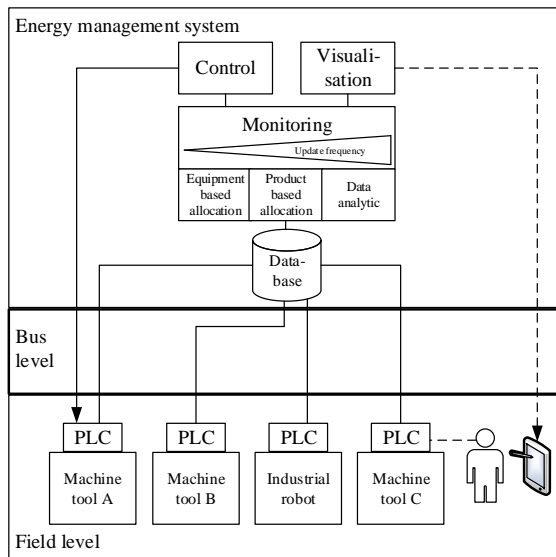 Energy management system
Control
Visuali-
sation
Monitoring
Update frequency
Equipment
based
allocation
Product
based
allocation
Data
analytic
Data-
base
Bus
level
PLC
PLC
PLC
PLC
Machine
tool A
Machine
tool B
Industrial
robot
Machine
tool C
Field level